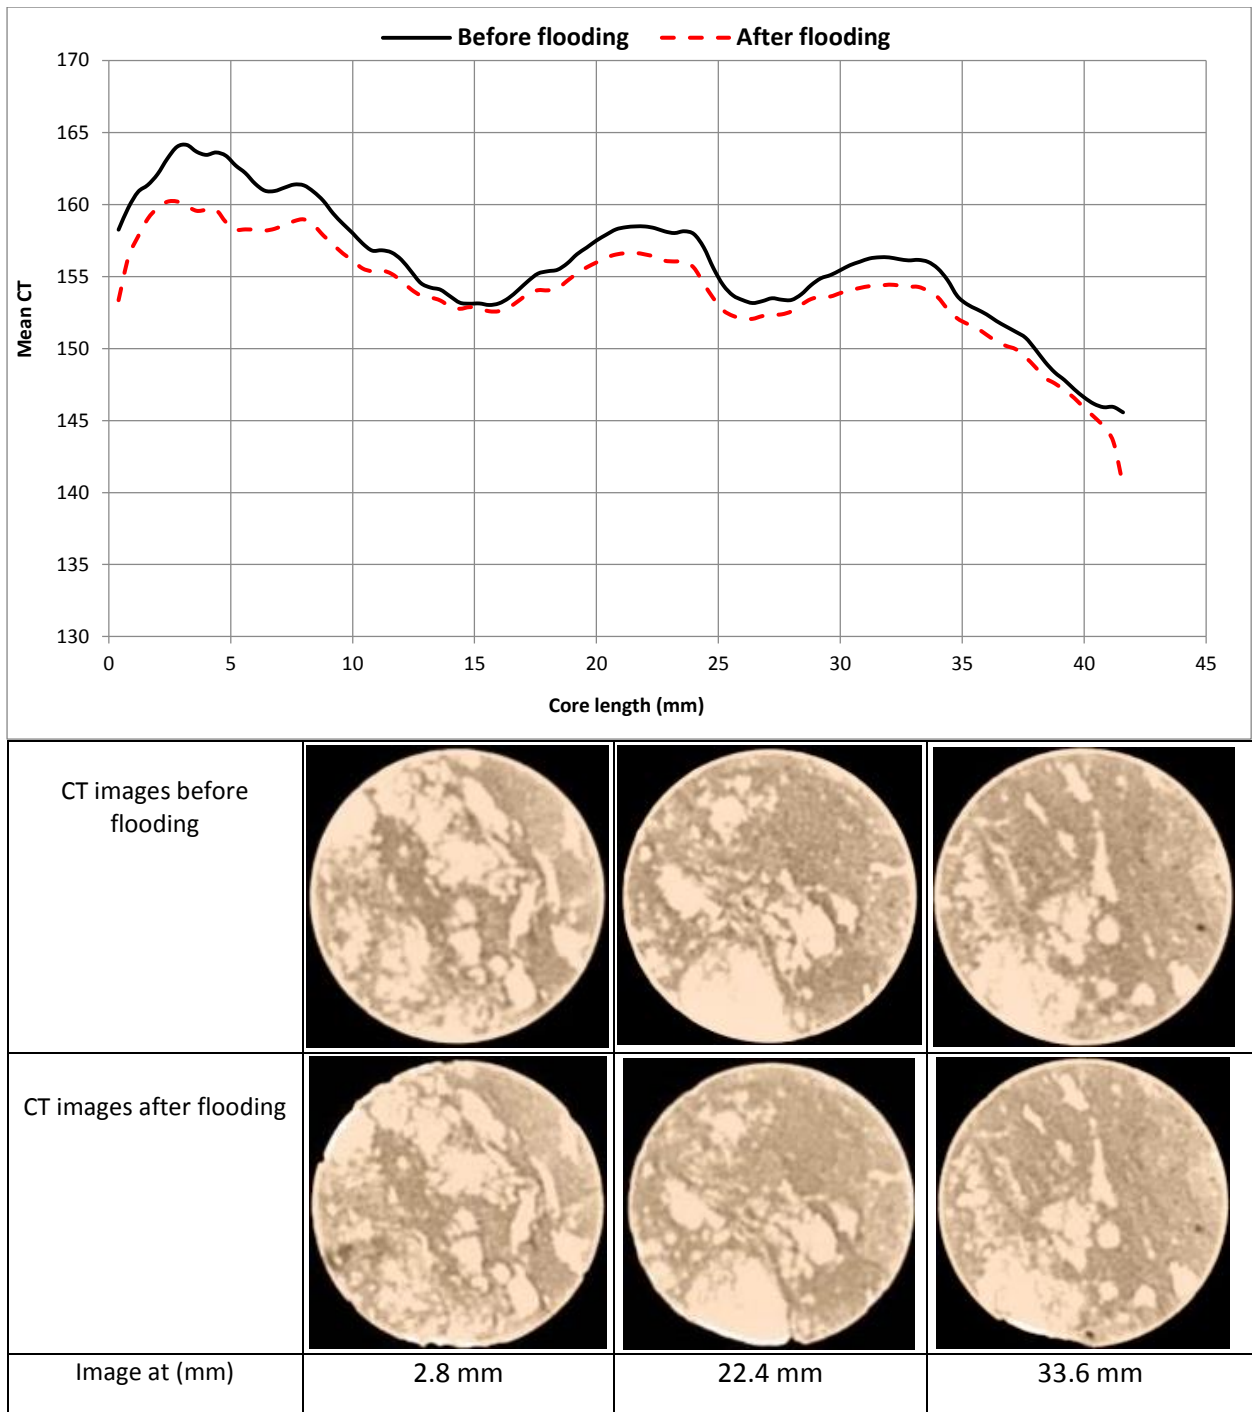 Before flooding After flooding
170
165
160
155
150
145
140
135
130
Mean CT
0 5 10 15 20 25 30 35 40 45
Core length (mm)
CT images before
flooding
CT images after flooding
Image at (mm) 2.8 mm 22.4 mm 33.6 mm